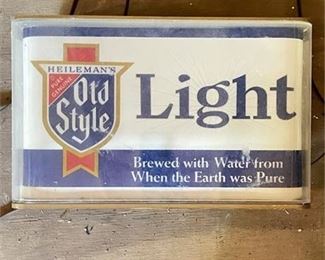 HEILEMAN'S
PURE GENUINE
Old Style
Light
Brewed with Water from
When the Earth was Pure